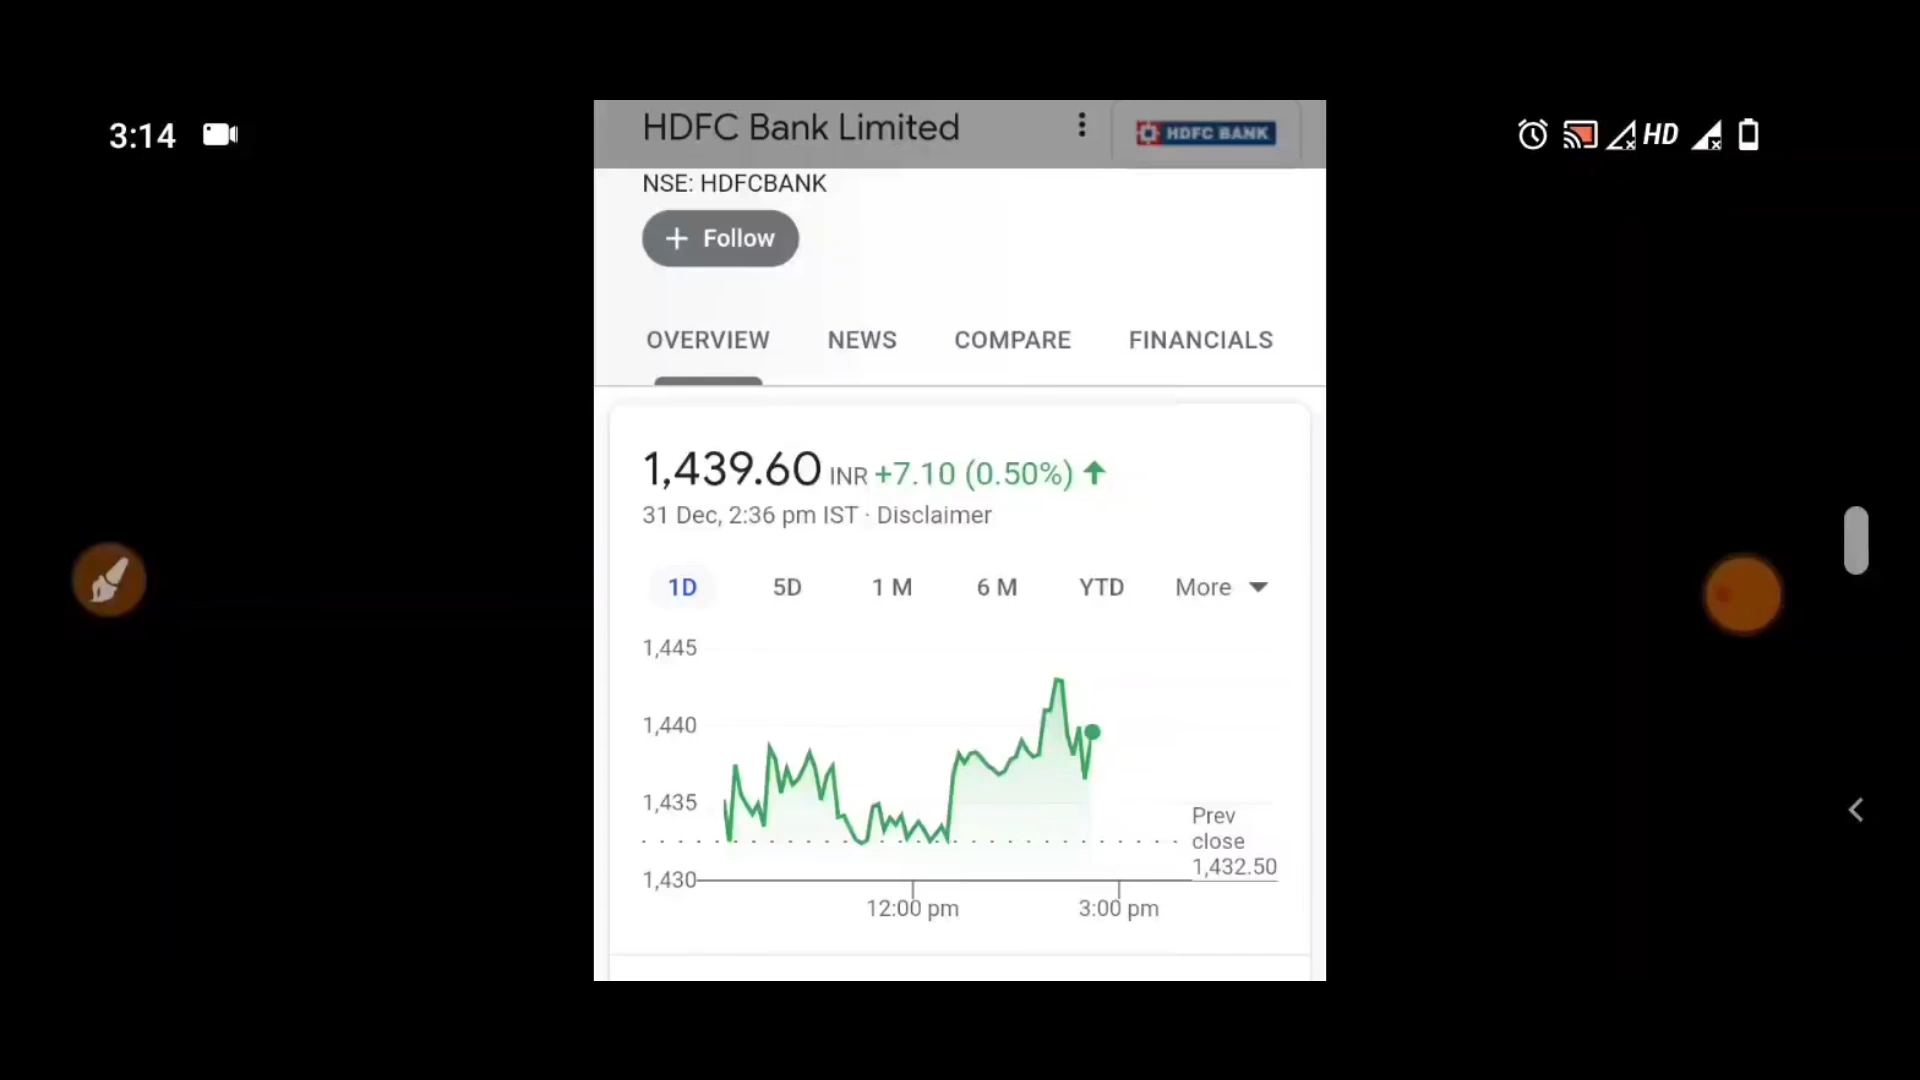 3:14
HD
HDFC Bank Limited
HDFC BANK
NSE: HDFCBANK
+ Follow
OVERVIEW NEWS COMPARE FINANCIALS
1,439.60 INR +7.10 (0.50%)
31 Dec, 2:36 pm IST · Disclaimer
1D 5D 1 M 6 M YTD More
1,445
1,440
1,435
1,430
Prev
close
1,432.50
12:00 pm 3:00 pm